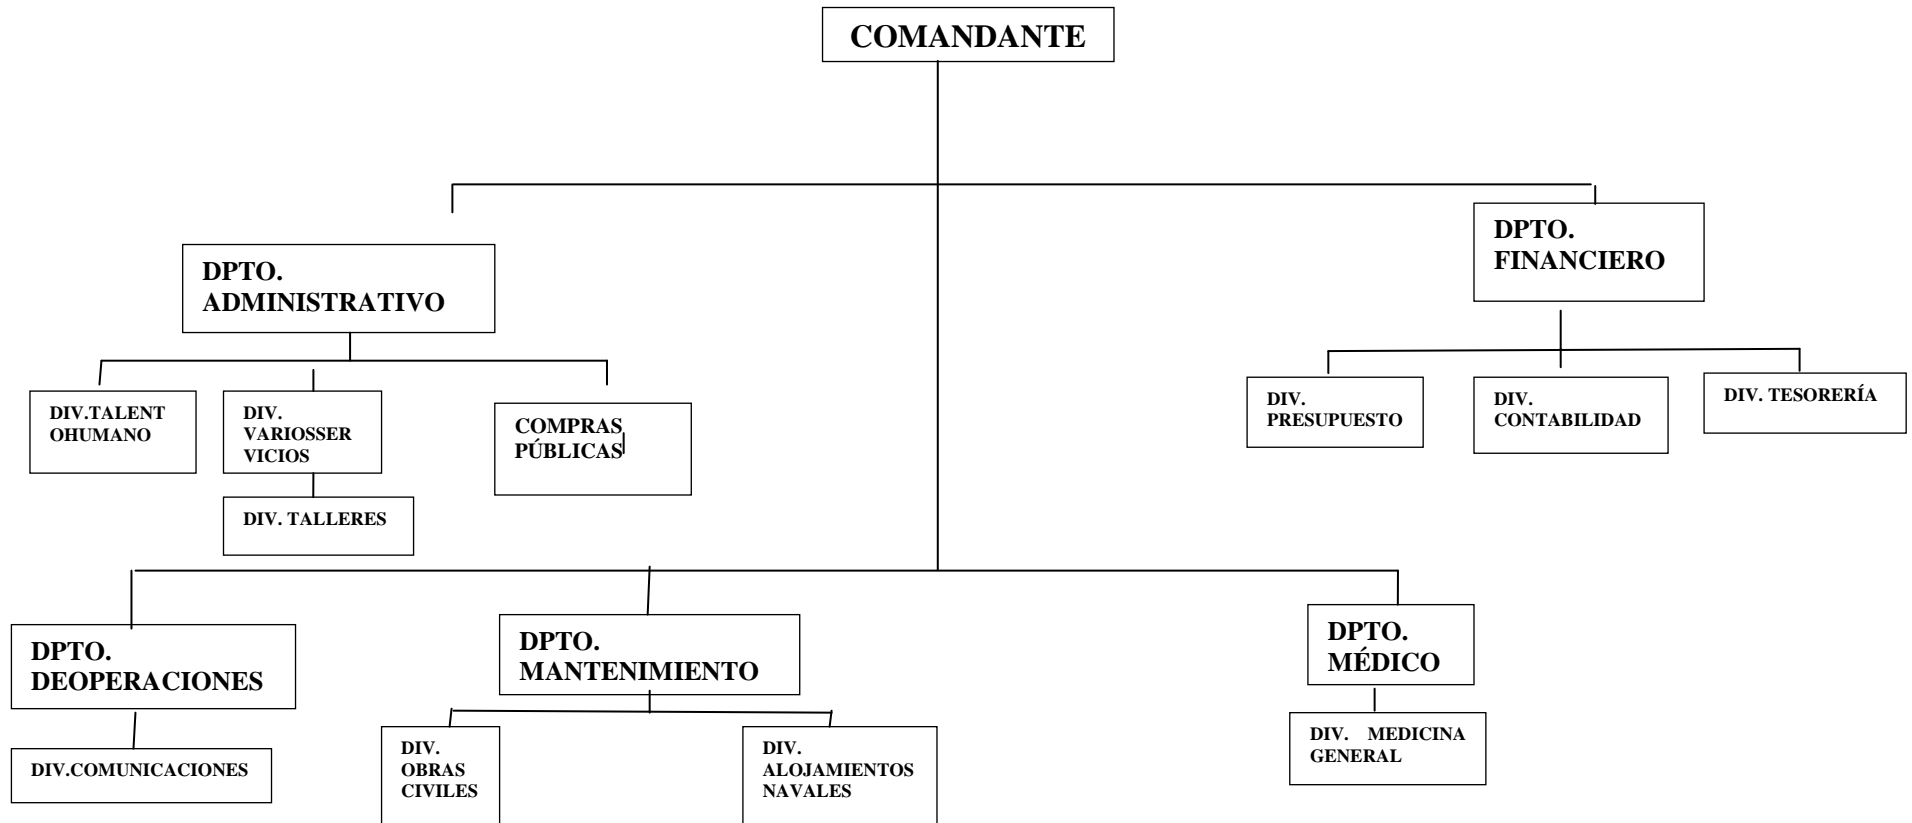 COMANDANTE
DPTO.
ADMINISTRATIVO
DPTO.
FINANCIERO
DIV.TALENT
OHUMANO
DIV.
VARIOSSER
VICIOS
COMPRAS
PÚBLICAS
DIV. TALLERES
DIV.
PRESUPUESTO
DIV.
CONTABILIDAD
DIV. TESORERÍA
DPTO.
DEOPERACIONES
DPTO.
MANTENIMIENTO
DPTO.
MÉDICO
DIV.COMUNICACIONES
DIV.
OBRAS
CIVILES
DIV.
ALOJAMIENTOS
NAVALES
DIV. MEDICINA
GENERAL